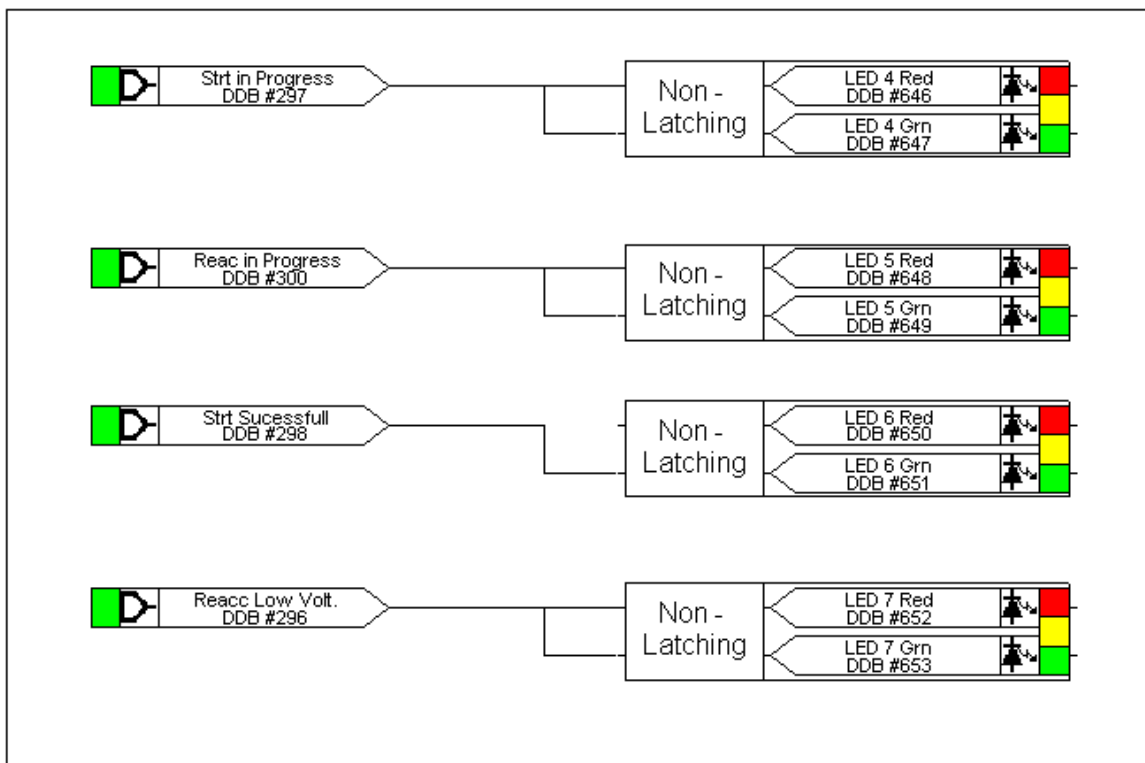 Strt in Progress
DDB #297
Non -
Latching
LED 4 Red
DDB #646
LED 4 Grn
DDB #647
Reac in Progress
DDB #300
Non -
Latching
LED 5 Red
DDB #648
LED 5 Grn
DDB #649
Strt Sucessfull
DDB #298
Non -
Latching
LED 6 Red
DDB #650
LED 6 Grn
DDB #651
Reacc Low Volt.
DDB #296
Non -
Latching
LED 7 Red
DDB #652
LED 7 Grn
DDB #653